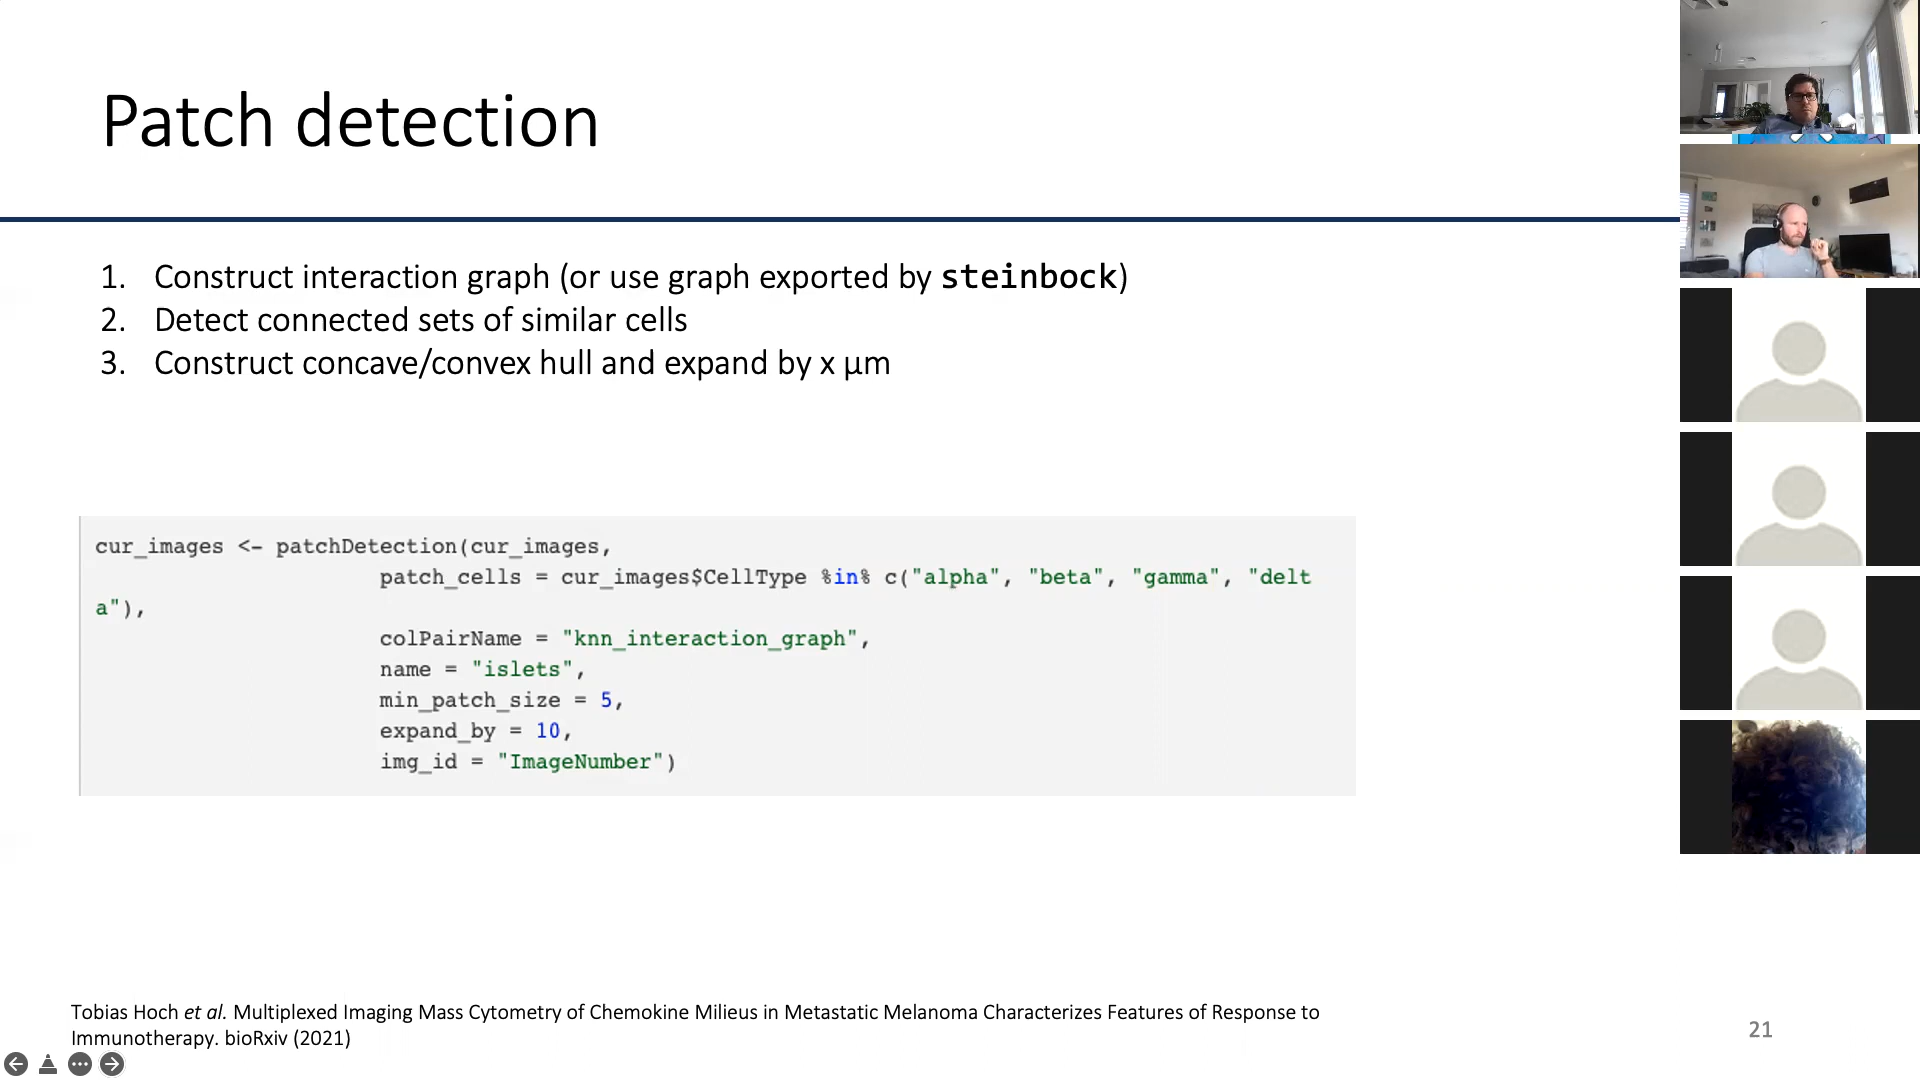 Patch detection
1. Construct interaction graph (or use graph exported by steinbock)
2. Detect connected sets of similar cells
3. Construct concave/convex hull and expand by x µm
cur_images <- patchDetection(cur_images,
patch_cells = cur_images$CellType %in% c("alpha", "beta", "gamma", "delt
a"),
colPairName = "knn_interaction_graph",
name = "islets",
min_patch_size = 5,
expand_by = 10,
img_id = "ImageNumber")
Tobias Hoch et al. Multiplexed Imaging Mass Cytometry of Chemokine Milieus in Metastatic Melanoma Characterizes Features of Response to
Immunotherapy. bioRxiv (2021)
21